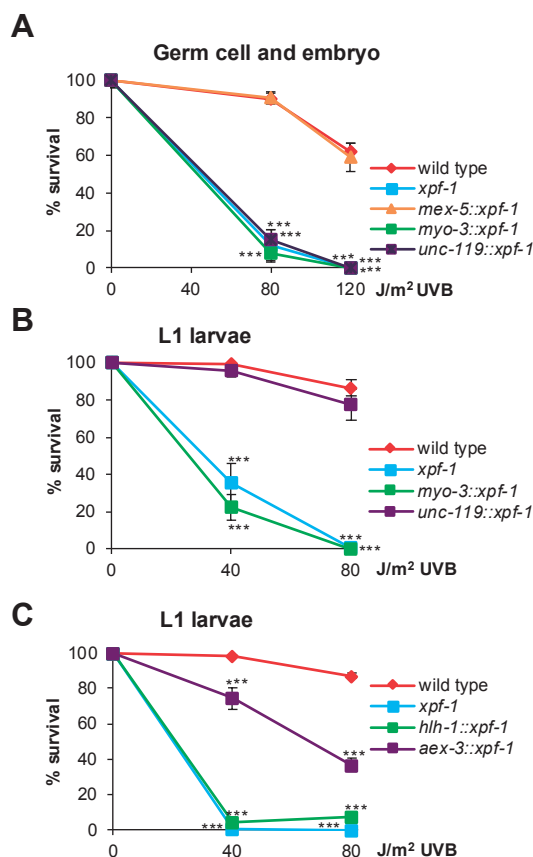 A
Germ cell and embryo
% survival
100
80
60
40
20
0
***
***
***
***
***
***
0
40
80
120
J/m² UVB
wild type
xpf-1
mex-5::xpf-1
myo-3::xpf-1
unc-119::xpf-1
B
L1 larvae
% survival
100
80
60
40
20
0
***
***
***
***
0
40
80
J/m² UVB
wild type
xpf-1
myo-3::xpf-1
unc-119::xpf-1
C
L1 larvae
% survival
100
80
60
40
20
0
***
***
***
***
***
***
0
40
80
J/m² UVB
wild type
xpf-1
hlh-1::xpf-1
aex-3::xpf-1